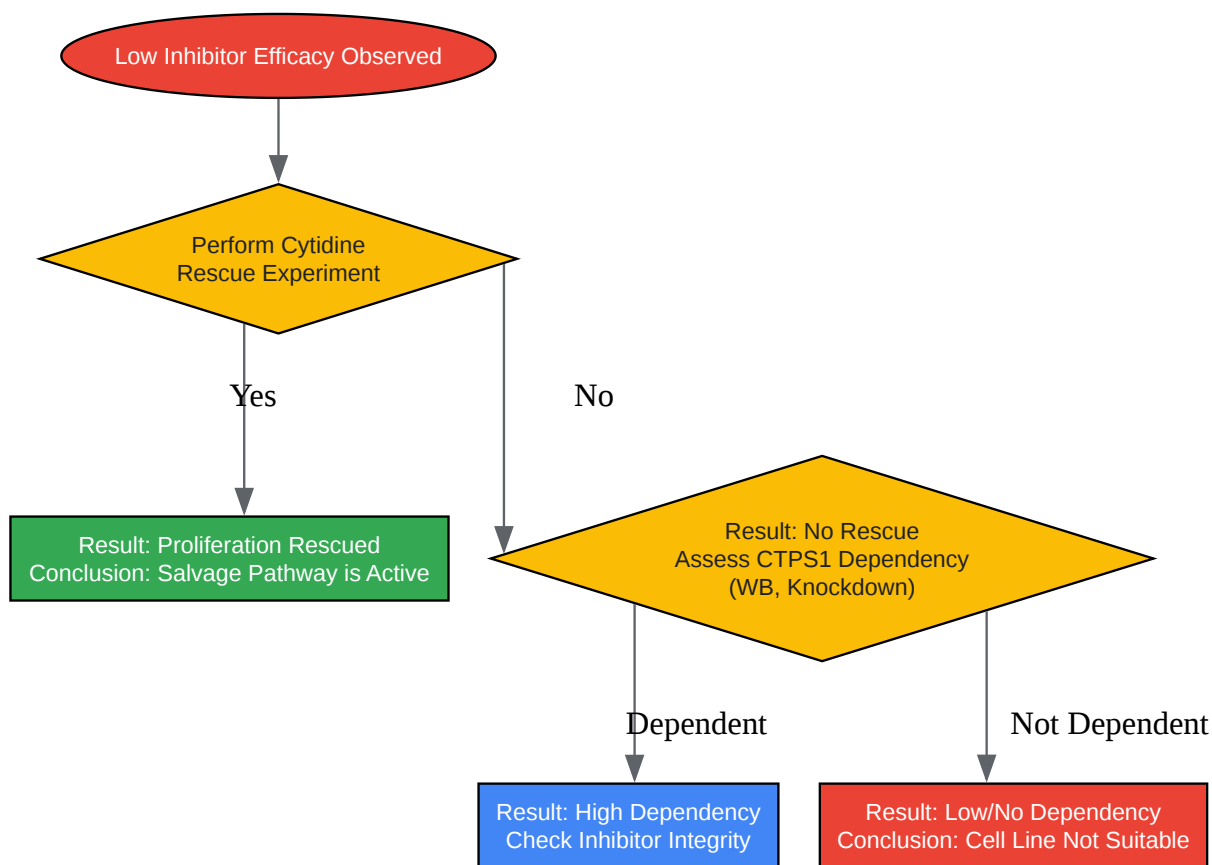 Low Inhibitor Efficacy Observed
Perform Cytidine
Rescue Experiment
Yes
No
Result: Proliferation Rescued
Conclusion: Salvage Pathway is Active
Result: No Rescue
Assess CTPS1 Dependency
(WB, Knockdown)
Dependent
Not Dependent
Result: High Dependency
Check Inhibitor Integrity
Result: Low/No Dependency
Conclusion: Cell Line Not Suitable